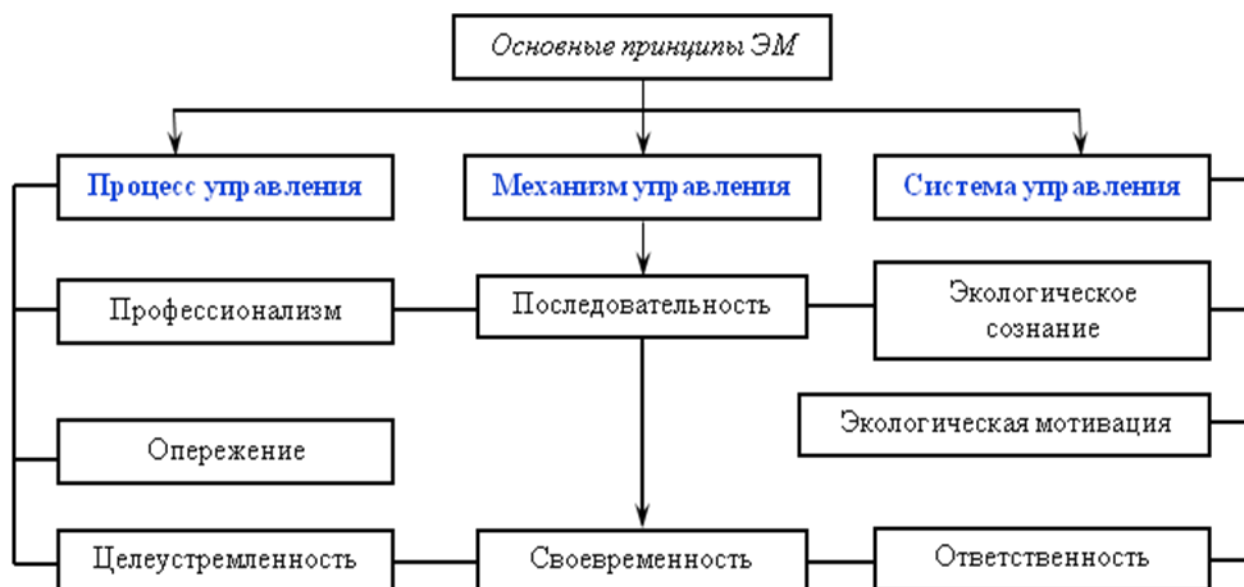 Основные принципы ЭМ
Процесс управления
Механизм управления
Система управления
Профессионализм
Последовательность
Экологическое
сознание
Опережение
Экологическая мотивация
Целеустремленность
Своевременность
Ответственность